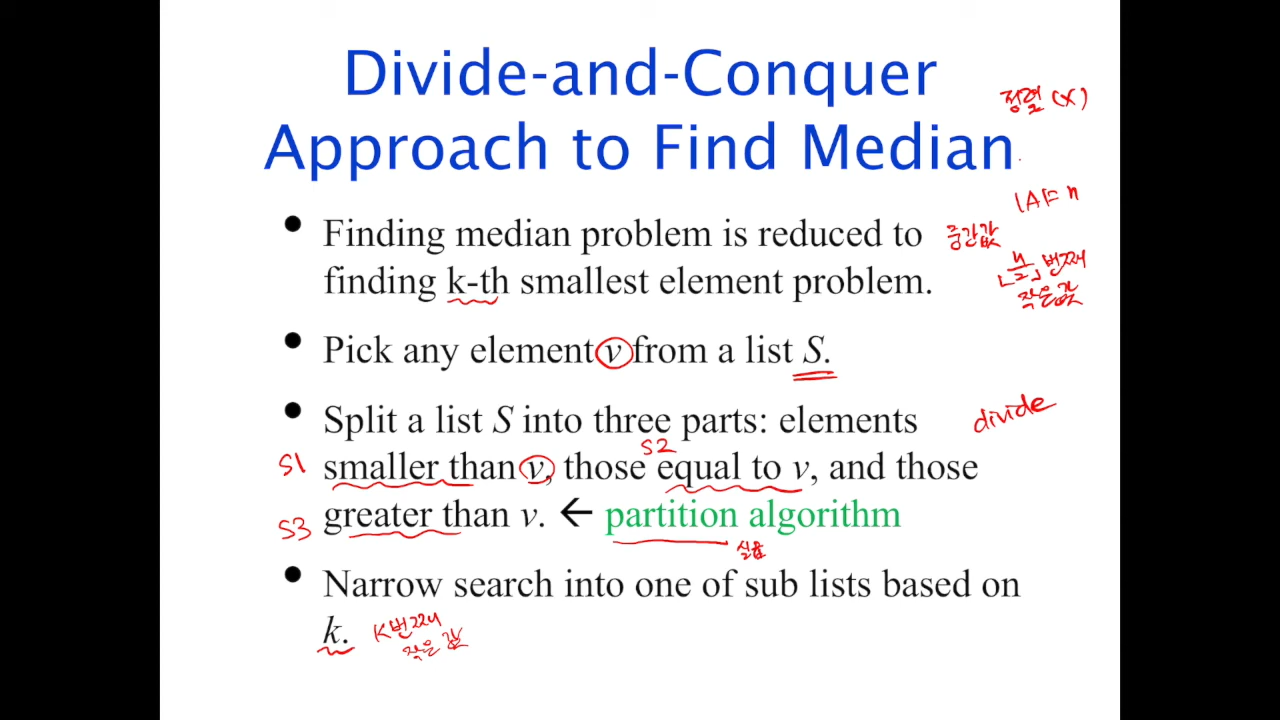 Divide-and-Conquer
정렬 (X)
Approach to Find Median
|A|= n
Finding median problem is reduced to
중간값
finding k-th smallest element problem.
⌊n/2⌋ 번째
작은값
Pick any element v from a list S.
Split a list S into three parts: elements
divide
S2
S1
smaller than v, those equal to v, and those
S3
greater than v. ← partition algorithm
실습
Narrow search into one of sub lists based on
k.
K번째
작은 값